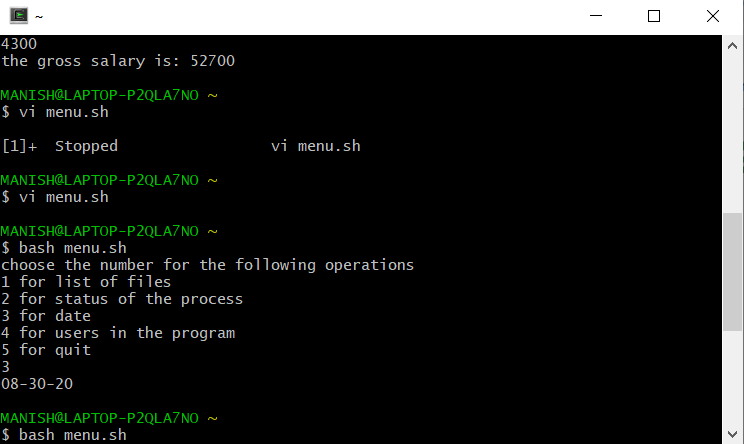 ~
4300
the gross salary is: 52700
MANISH@LAPTOP-P2QLA7NO ~
$ vi menu.sh
[1]+  Stopped                 vi menu.sh
MANISH@LAPTOP-P2QLA7NO ~
$ vi menu.sh
MANISH@LAPTOP-P2QLA7NO ~
$ bash menu.sh
choose the number for the following operations
1 for list of files
2 for status of the process
3 for date
4 for users in the program
5 for quit
3
08-30-20
MANISH@LAPTOP-P2QLA7NO ~
$ bash menu.sh